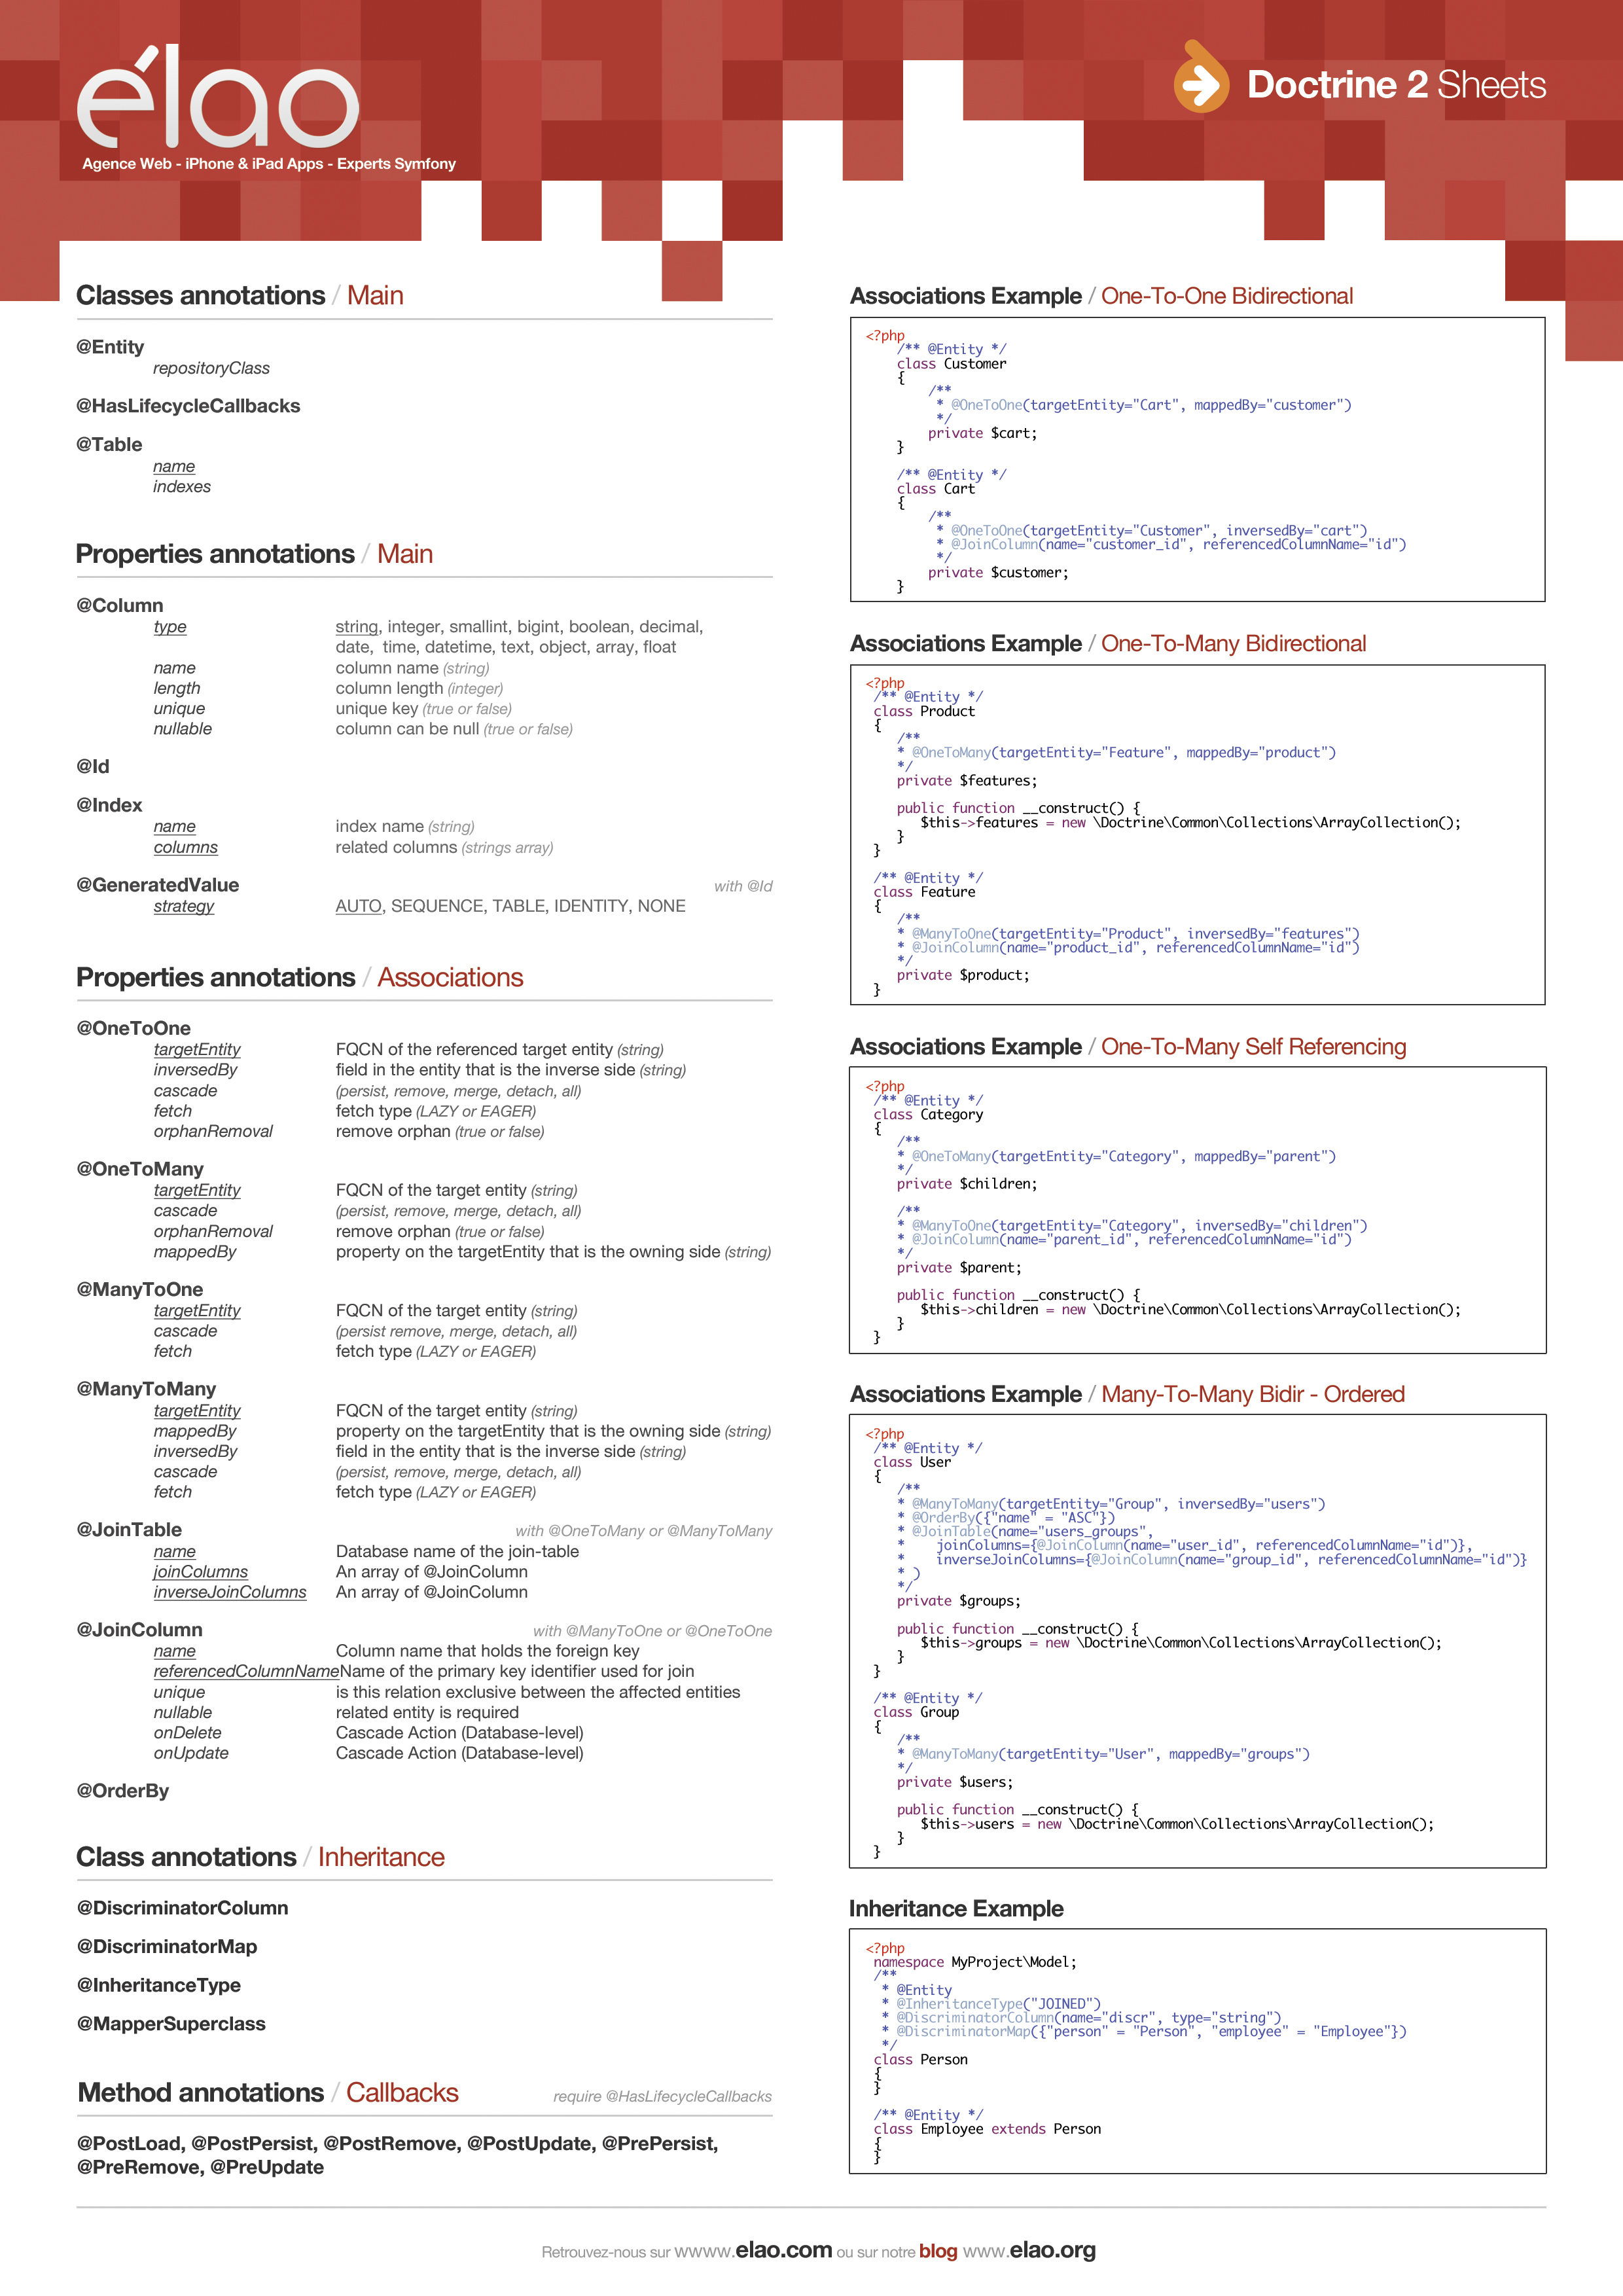 élao
Agence Web - iPhone & iPad Apps - Experts Symfony
Doctrine 2 Sheets
Classes annotations / Main
@Entity
repositoryClass
@HasLifecycleCallbacks
@Table
name
indexes
Properties annotations / Main
@Column
type string, integer, smallint, bigint, boolean, decimal,
date, time, datetime, text, object, array, float
name column name (string)
length column length (integer)
unique unique key (true or false)
nullable column can be null (true or false)
@Id
@Index
name index name (string)
columns related columns (strings array)
@GeneratedValue with @Id
strategy AUTO, SEQUENCE, TABLE, IDENTITY, NONE
Properties annotations / Associations
@OneToOne
targetEntity FQCN of the referenced target entity (string)
inversedBy field in the entity that is the inverse side (string)
cascade (persist, remove, merge, detach, all)
fetch fetch type (LAZY or EAGER)
orphanRemoval remove orphan (true or false)
@OneToMany
targetEntity FQCN of the target entity (string)
cascade (persist, remove, merge, detach, all)
orphanRemoval remove orphan (true or false)
mappedBy property on the targetEntity that is the owning side (string)
@ManyToOne
targetEntity FQCN of the target entity (string)
cascade (persist remove, merge, detach, all)
fetch fetch type (LAZY or EAGER)
@ManyToMany
targetEntity FQCN of the target entity (string)
mappedBy property on the targetEntity that is the owning side (string)
inversedBy field in the entity that is the inverse side (string)
cascade (persist, remove, merge, detach, all)
fetch fetch type (LAZY or EAGER)
@JoinTable with @OneToMany or @ManyToMany
name Database name of the join-table
joinColumns An array of @JoinColumn
inverseJoinColumns An array of @JoinColumn
@JoinColumn with @ManyToOne or @OneToOne
name Column name that holds the foreign key
referencedColumnName Name of the primary key identifier used for join
unique is this relation exclusive between the affected entities
nullable related entity is required
onDelete Cascade Action (Database-level)
onUpdate Cascade Action (Database-level)
@OrderBy
Class annotations / Inheritance
@DiscriminatorColumn
@DiscriminatorMap
@InheritanceType
@MapperSuperclass
Method annotations / Callbacks require @HasLifecycleCallbacks
@PostLoad, @PostPersist, @PostRemove, @PostUpdate, @PrePersist,
@PreRemove, @PreUpdate
Associations Example / One-To-One Bidirectional
<?php
/** @Entity */
class Customer
{
/**
* @OneToOne(targetEntity="Cart", mappedBy="customer")
*/
private $cart;
}
/** @Entity */
class Cart
{
/**
* @OneToOne(targetEntity="Customer", inversedBy="cart")
* @JoinColumn(name="customer_id", referencedColumnName="id")
*/
private $customer;
}
Associations Example / One-To-Many Bidirectional
<?php
/** @Entity */
class Product
{
/**
* @OneToMany(targetEntity="Feature", mappedBy="product")
*/
private $features;
public function __construct() {
$this->features = new \Doctrine\Common\Collections\ArrayCollection();
}
}
/** @Entity */
class Feature
{
/**
* @ManyToOne(targetEntity="Product", inversedBy="features")
* @JoinColumn(name="product_id", referencedColumnName="id")
*/
private $product;
}
Associations Example / One-To-Many Self Referencing
<?php
/** @Entity */
class Category
{
/**
* @OneToMany(targetEntity="Category", mappedBy="parent")
*/
private $children;
/**
* @ManyToOne(targetEntity="Category", inversedBy="children")
* @JoinColumn(name="parent_id", referencedColumnName="id")
*/
private $parent;
public function __construct() {
$this->children = new \Doctrine\Common\Collections\ArrayCollection();
}
}
Associations Example / Many-To-Many Bidir - Ordered
<?php
/** @Entity */
class User
{
/**
* @ManyToMany(targetEntity="Group", inversedBy="users")
* @OrderBy({"name" = "ASC"})
* @JoinTable(name="users_groups",
* joinColumns={@JoinColumn(name="user_id", referencedColumnName="id")},
* inverseJoinColumns={@JoinColumn(name="group_id", referencedColumnName="id")}
* )
*/
private $groups;
public function __construct() {
$this->groups = new \Doctrine\Common\Collections\ArrayCollection();
}
}
/** @Entity */
class Group
{
/**
* @ManyToMany(targetEntity="User", mappedBy="groups")
*/
private $users;
public function __construct() {
$this->users = new \Doctrine\Common\Collections\ArrayCollection();
}
}
Inheritance Example
<?php
namespace MyProject\Model;
/**
* @Entity
* @InheritanceType("JOINED")
* @DiscriminatorColumn(name="discr", type="string")
* @DiscriminatorMap({"person" = "Person", "employee" = "Employee"})
*/
class Person
{
}
/** @Entity */
class Employee extends Person
{
}
Retrouvez-nous sur wwww.elao.com ou sur notre blog www.elao.org